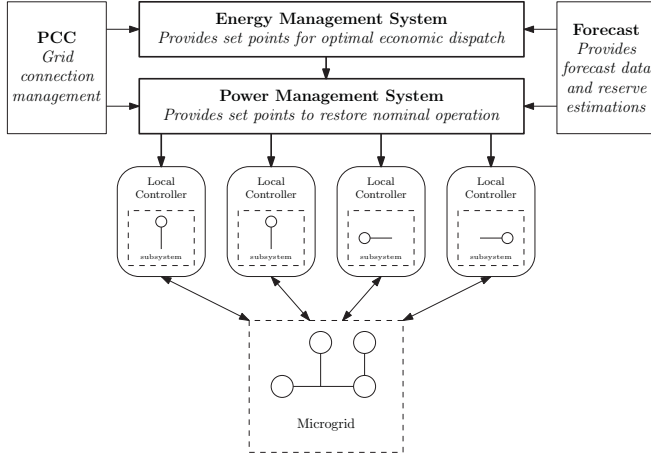 Energy Management System
Provides set points for optimal economic dispatch
PCC
Grid
connection
management
Forecast
Provides
forecast data
and reserve
estimations
Power Management System
Provides set points to restore nominal operation
Local
Controller
subsystem
Local
Controller
subsystem
Local
Controller
subsystem
Local
Controller
subsystem
Microgrid